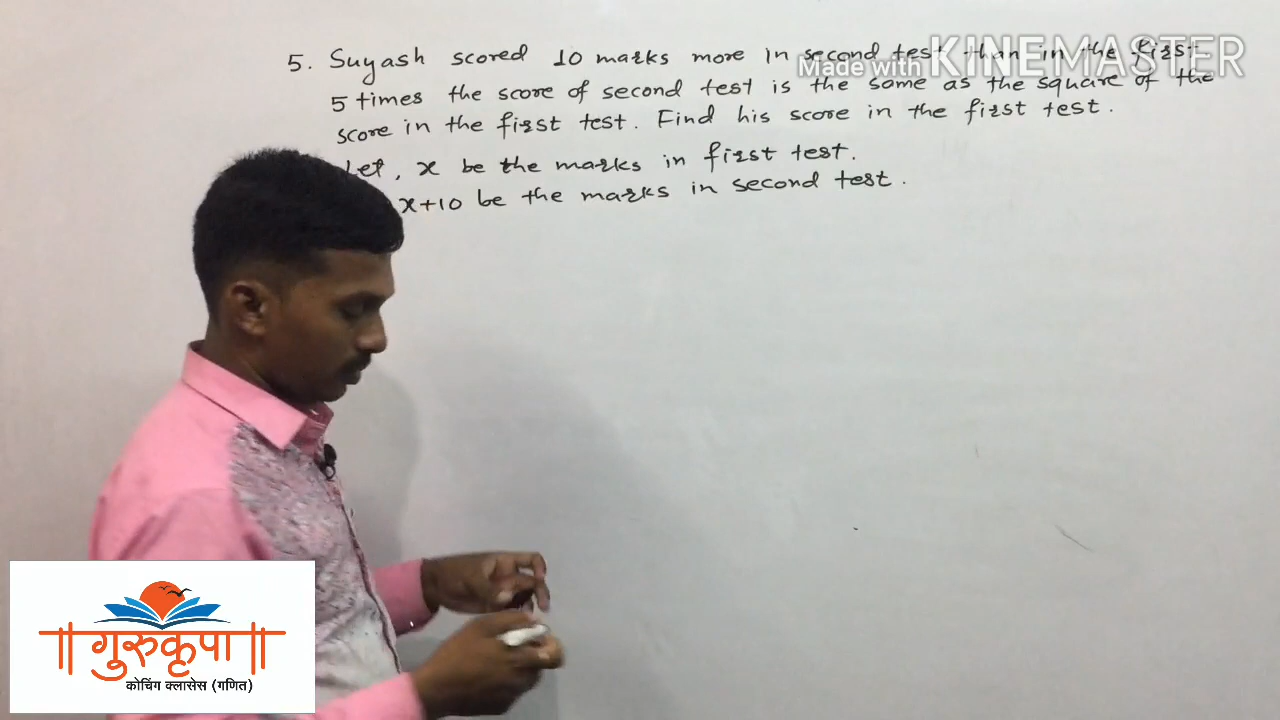 5. Suyash scored 10 marks more in second test than in the first.
5 times the score of second test is the same as the square of the
score in the first test. Find his score in the first test.
Let, x be the marks in first test.
x+10 be the marks in second test.
Made with KINEMASTER
|| गुरुकृपा ||
कोचिंग क्लासेस (गणित)